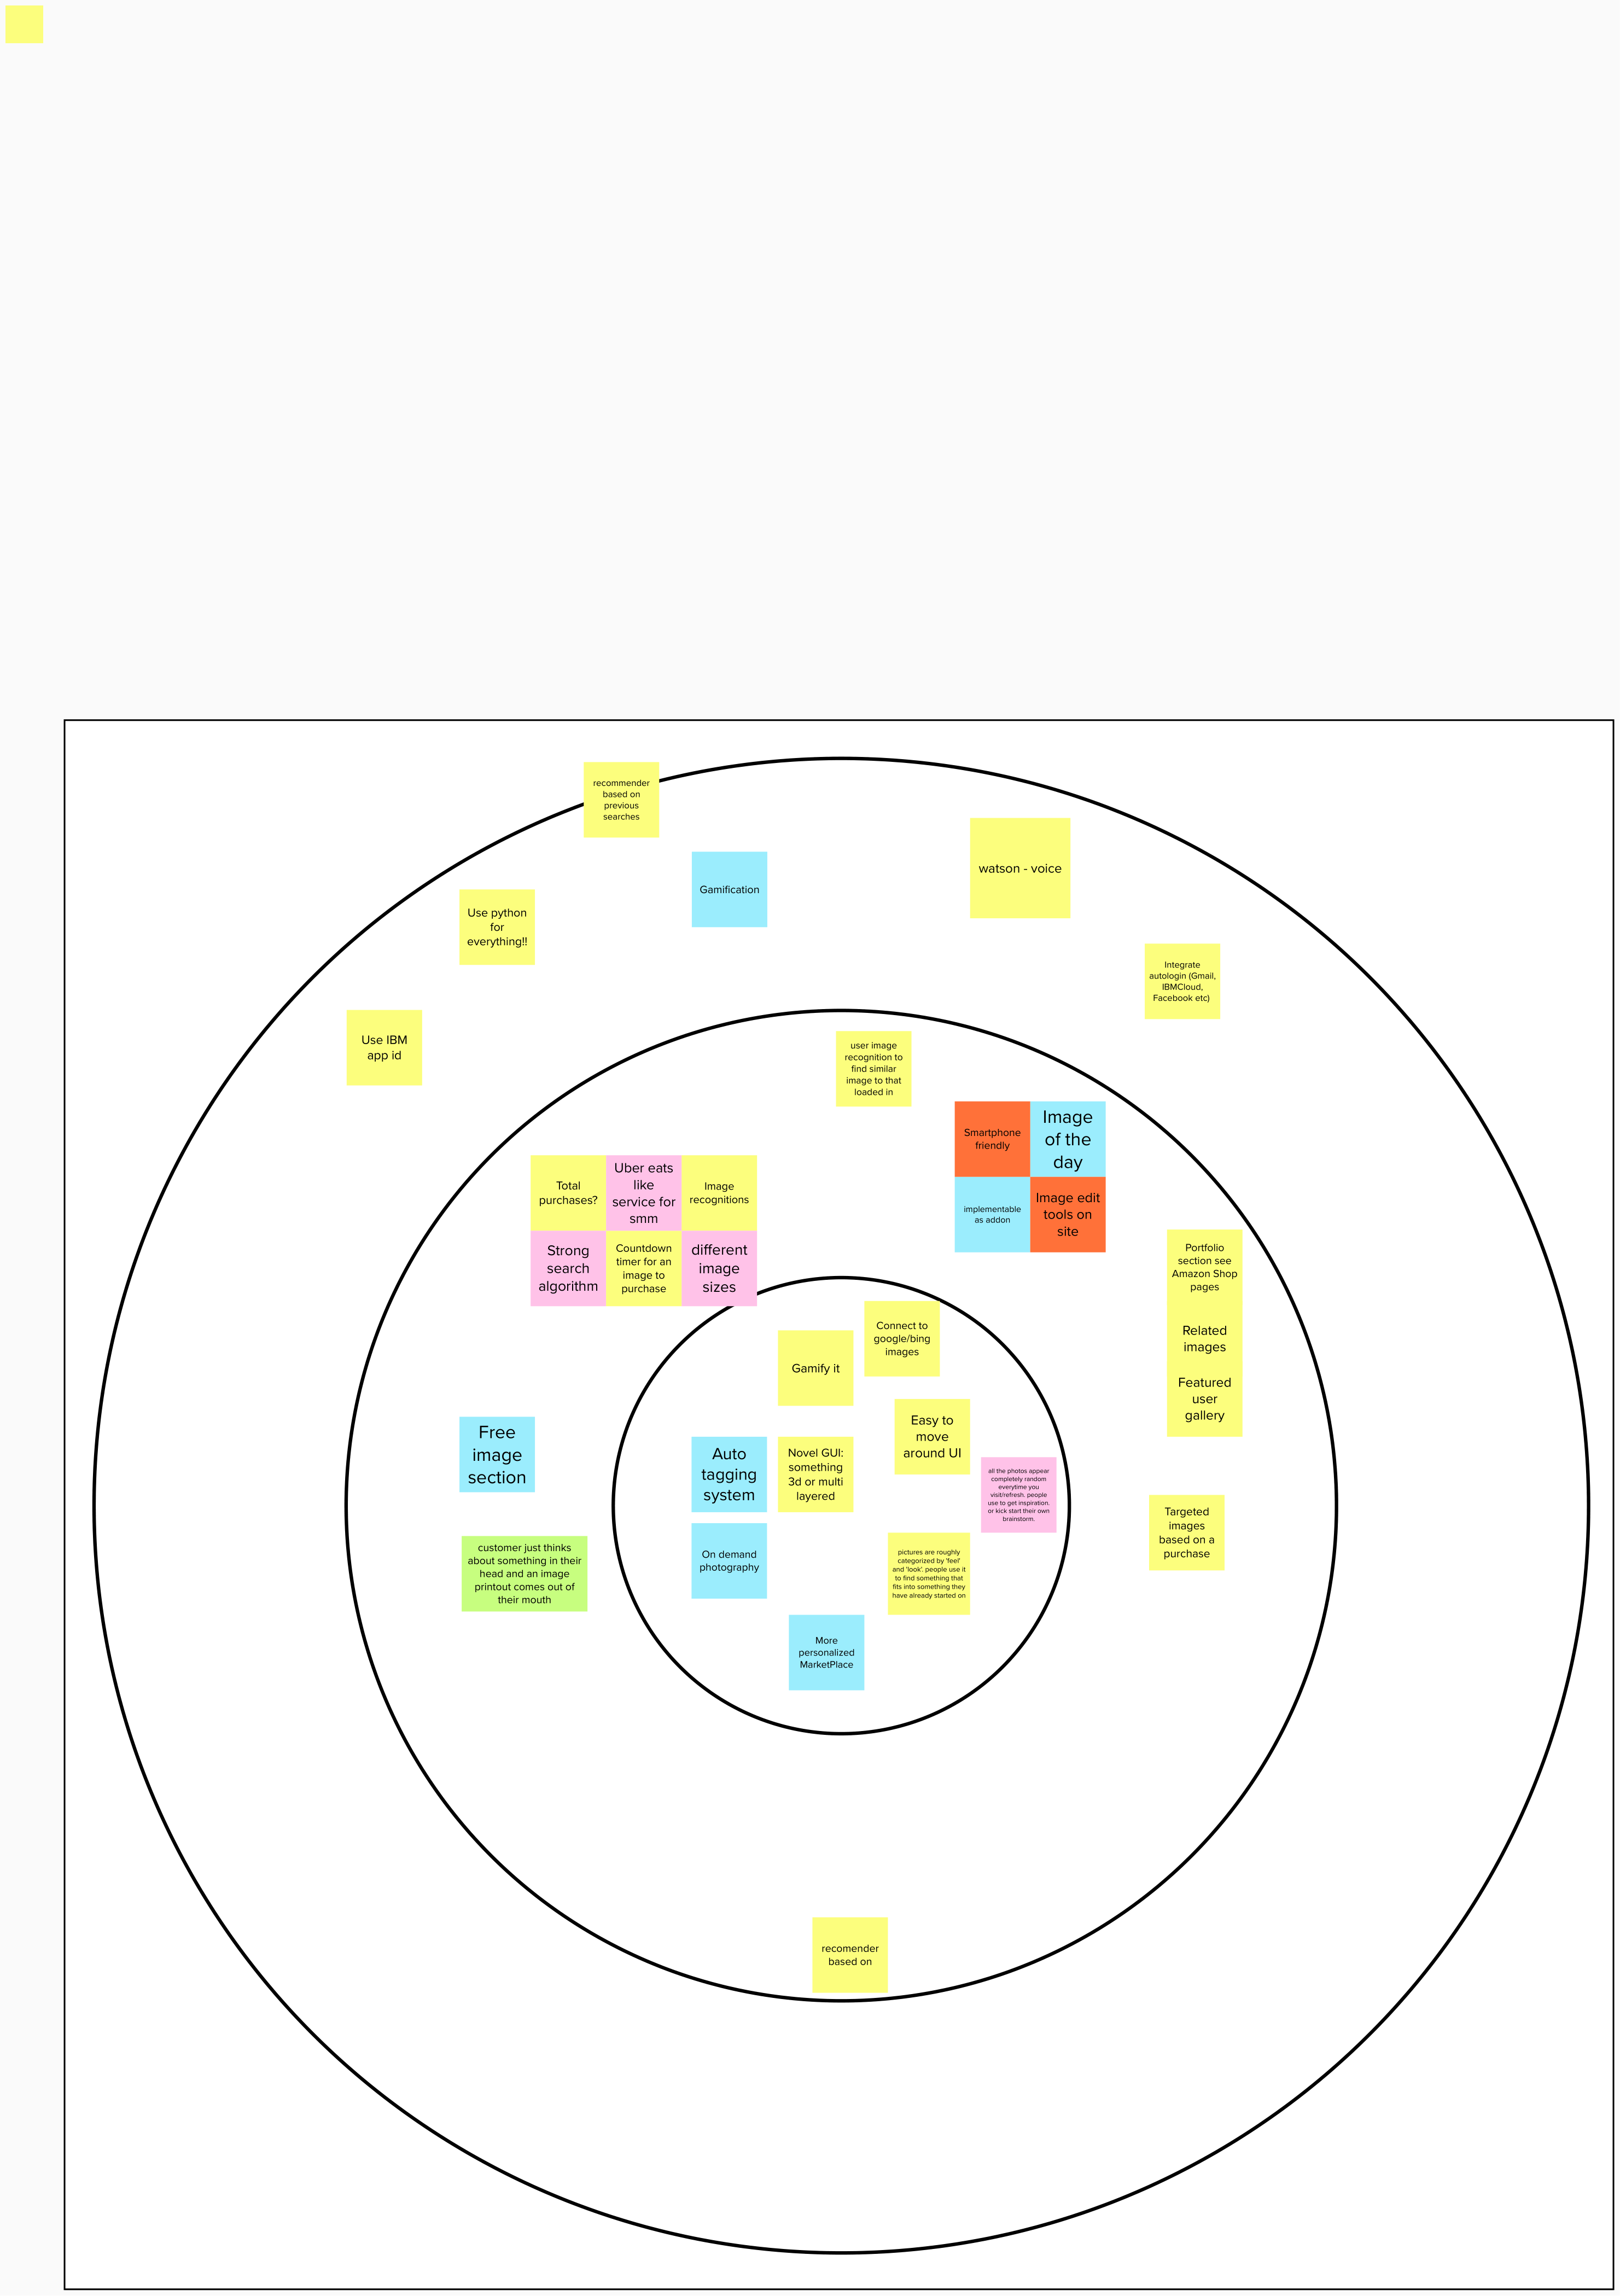 recommender
based on
previous
searches
Gamification
watson - voice
Use python
for
everything!!
Integrate
autologin (Gmail,
IBMCloud,
Facebook etc)
Use IBM
app id
user image
recognition to
find similar
image to that
loaded in
Smartphone
friendly
Image
of the
day
implementable
as addon
Image edit
tools on
site
Total
purchases?
Uber eats
like
service for
smm
Image
recognitions
Strong
search
algorithm
Countdown
timer for an
image to
purchase
different
image
sizes
Portfolio
section see
Amazon Shop
pages
Related
images
Featured
user
gallery
Connect to
google/bing
images
Gamify it
Easy to
move
around UI
Free
image
section
Auto
tagging
system
Novel GUI:
something
3d or multi
layered
all the photos appear
completely random
everytime you
visit/refresh. people
use to get inspiration.
or kick start their own
brainstorm.
Targeted
images
based on a
purchase
customer just thinks
about something in their
head and an image
printout comes out of
their mouth
On demand
photography
pictures are roughly
categorized by 'feel'
and 'look'. people use it
to find something that
fits into something they
have already started on
More
personalized
MarketPlace
recomender
based on